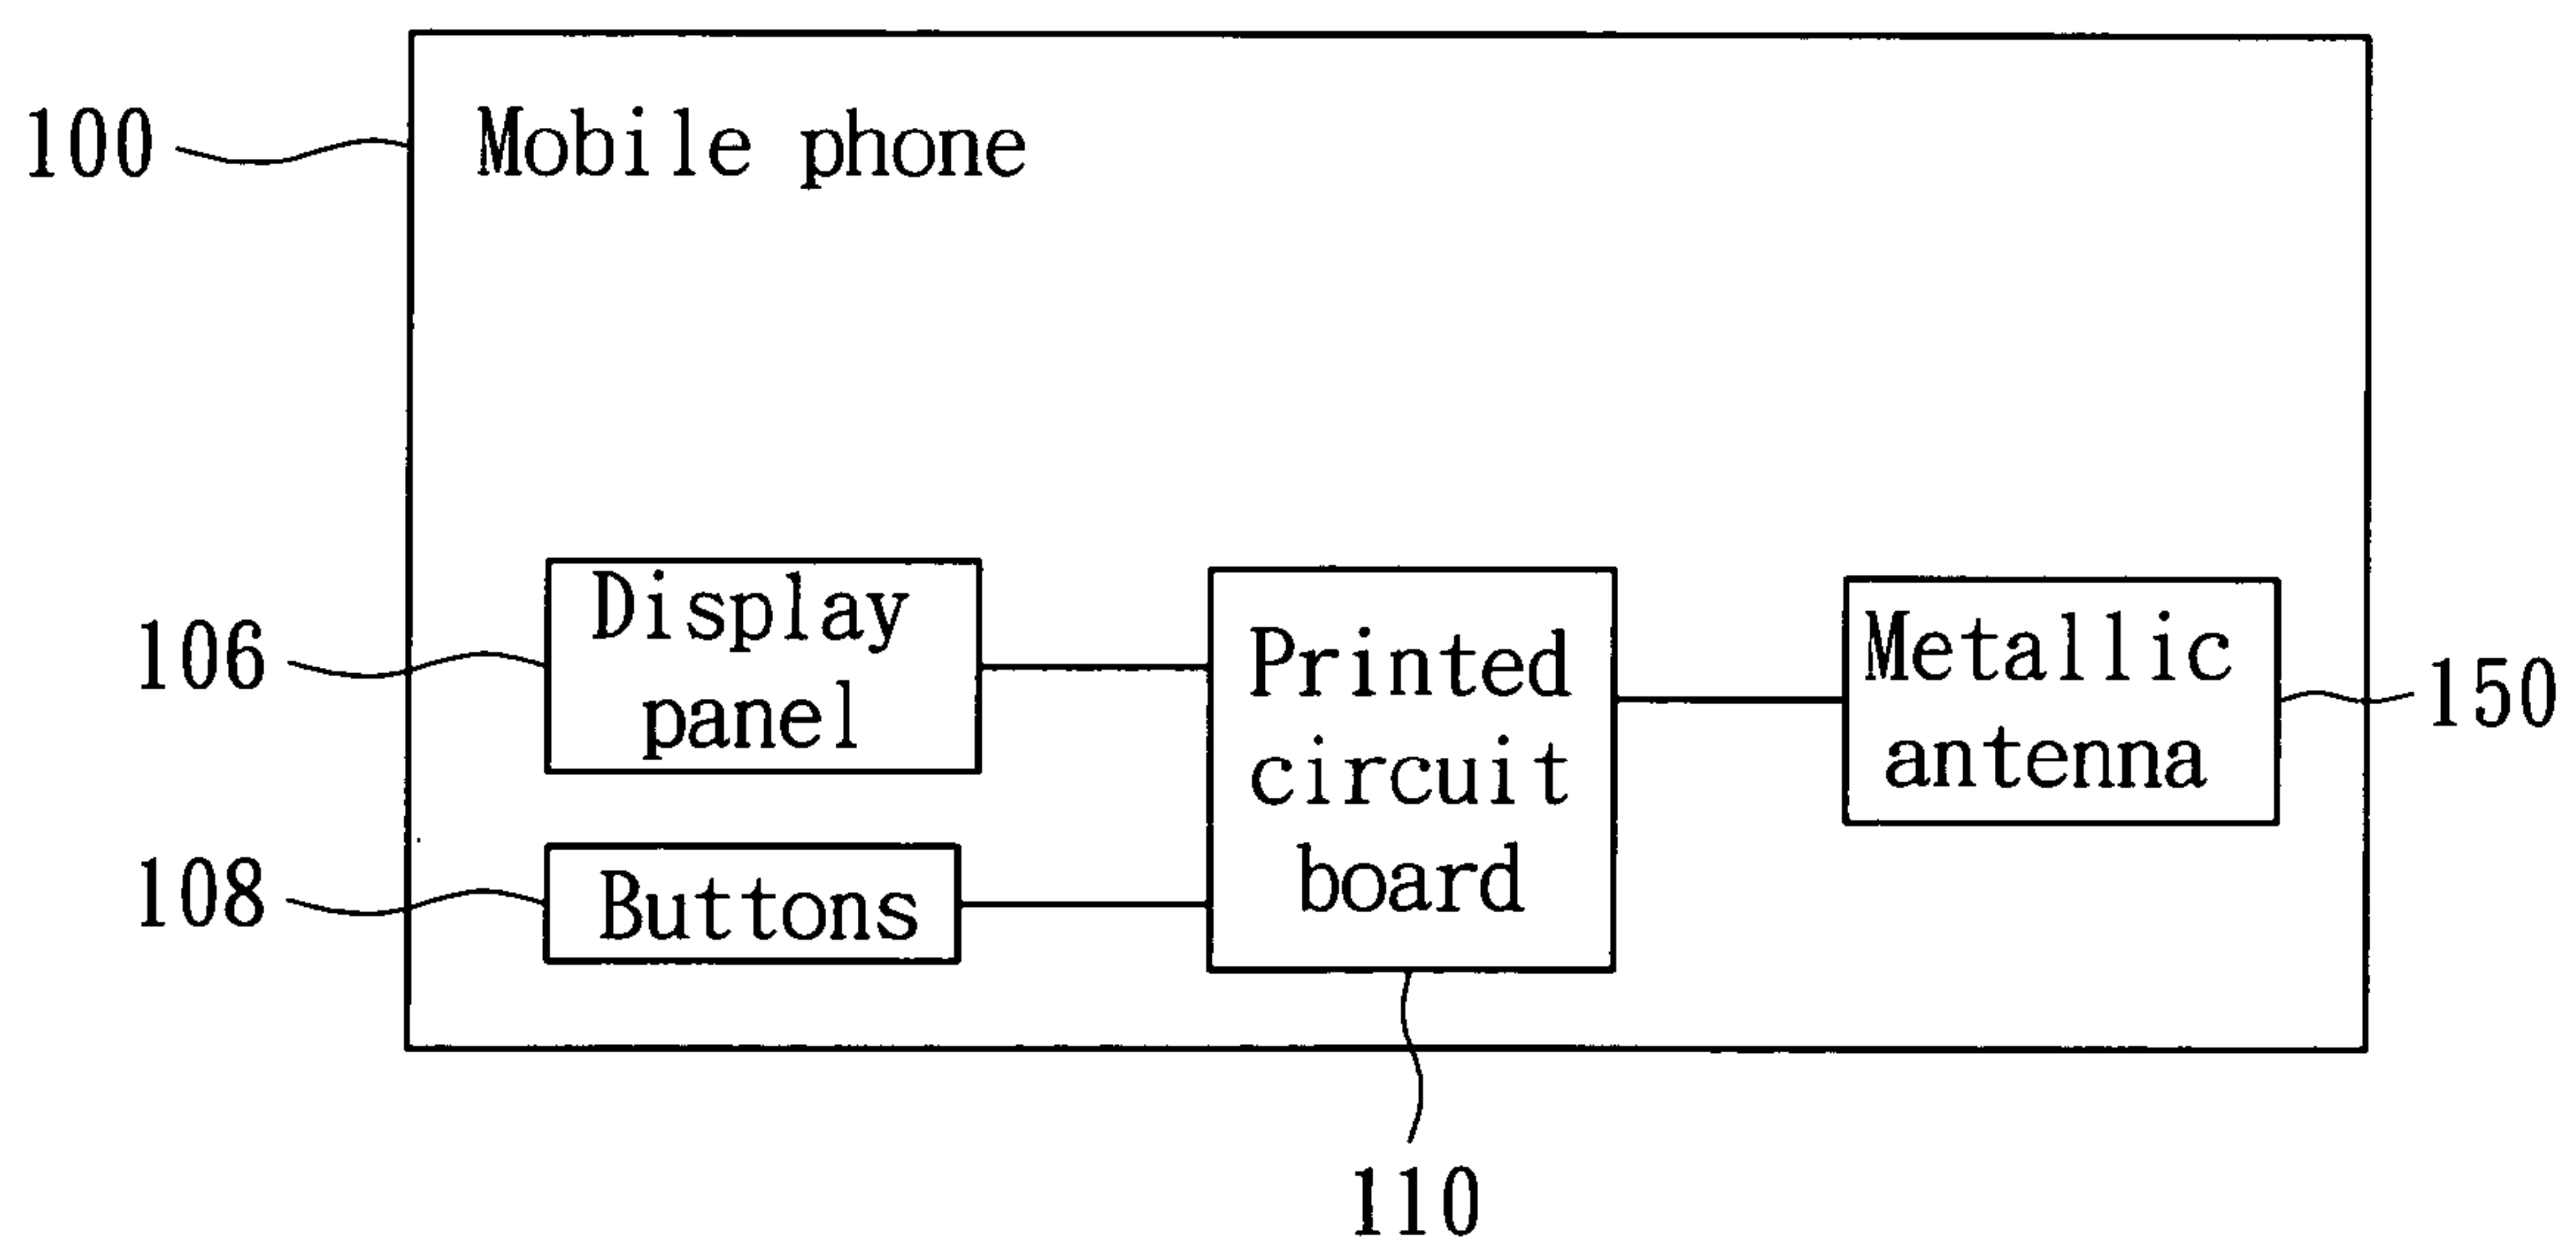 100
Mobile phone
106
Display
panel
108
Buttons
Printed
circuit
board
110
Metallic
antenna
150